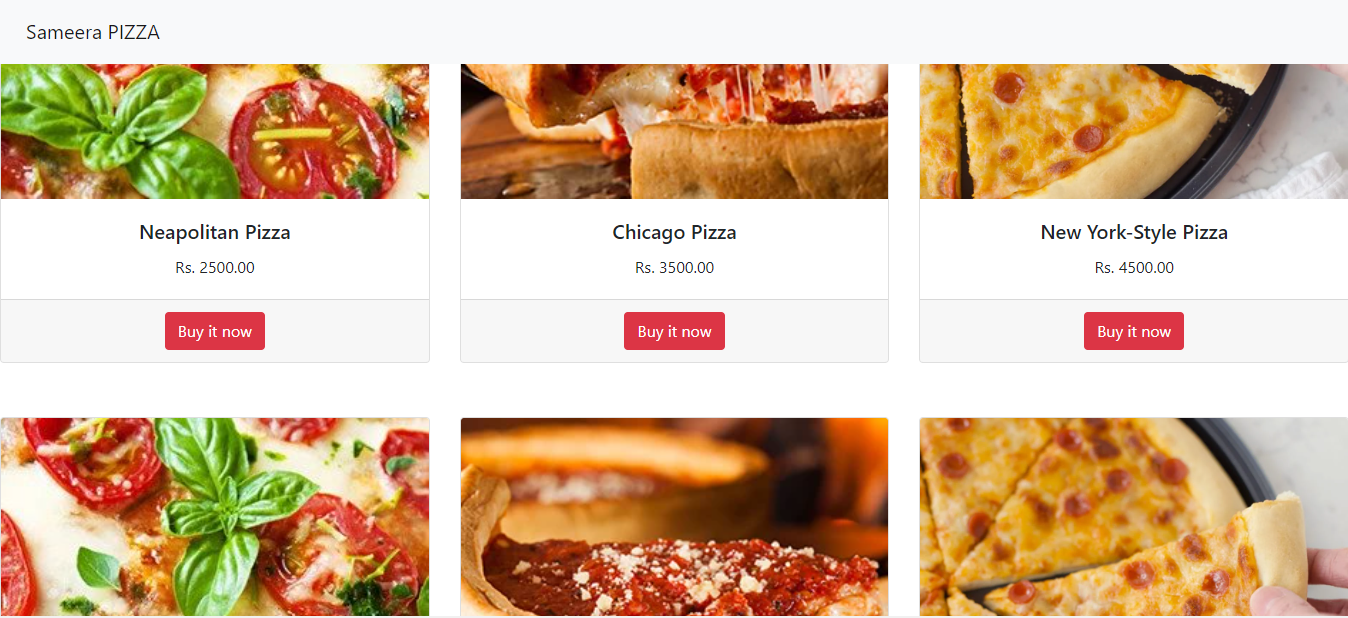 Sameera PIZZA
Neapolitan Pizza
Rs. 2500.00
Buy it now
Chicago Pizza
Rs. 3500.00
Buy it now
New York-Style Pizza
Rs. 4500.00
Buy it now